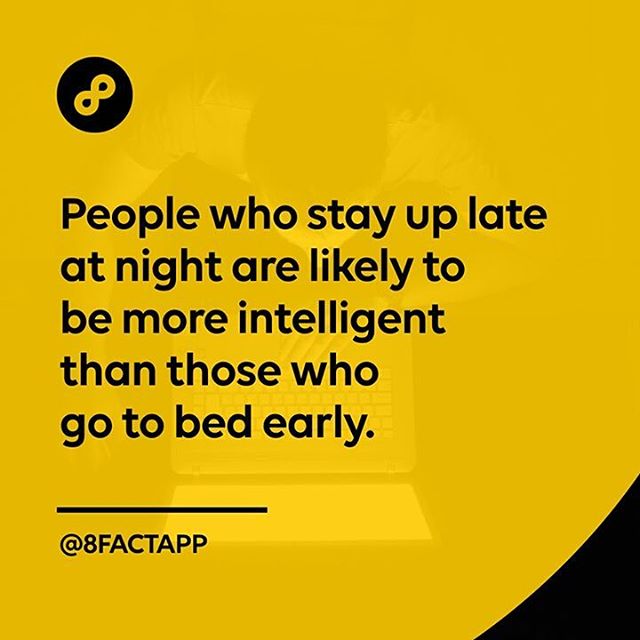 People who stay up late
at night are likely to
be more intelligent
than those who
go to bed early.
@8FACTAPP